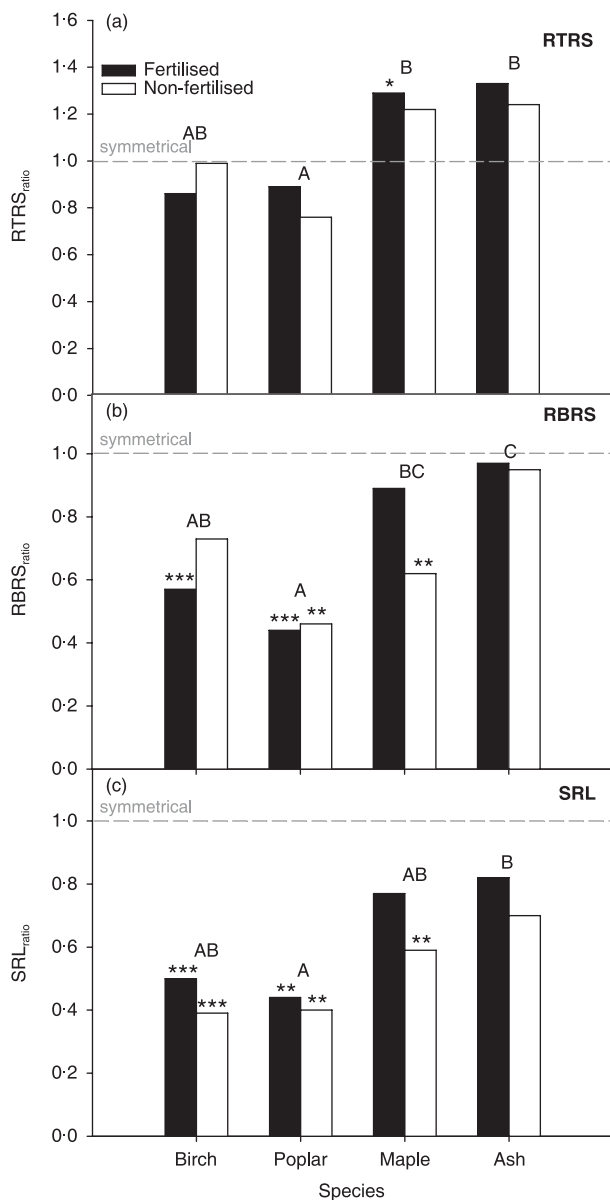 (a)
RTRS
Fertilised
Non-fertilised
symmetrical
AB
A
*
B
B
RTRSratio
1·6
1·4
1·2
1·0
0·8
0·6
0·4
0·2
0·0
(b)
RBRS
symmetrical
AB
***
A
***
**
BC
**
C
RBRSratio
1·0
0·8
0·6
0·4
0·2
0·0
(c)
SRL
symmetrical
AB
***
***
A
**
**
AB
**
B
SRLratio
1·0
0·8
0·6
0·4
0·2
0·0
Birch Poplar Maple Ash
Species